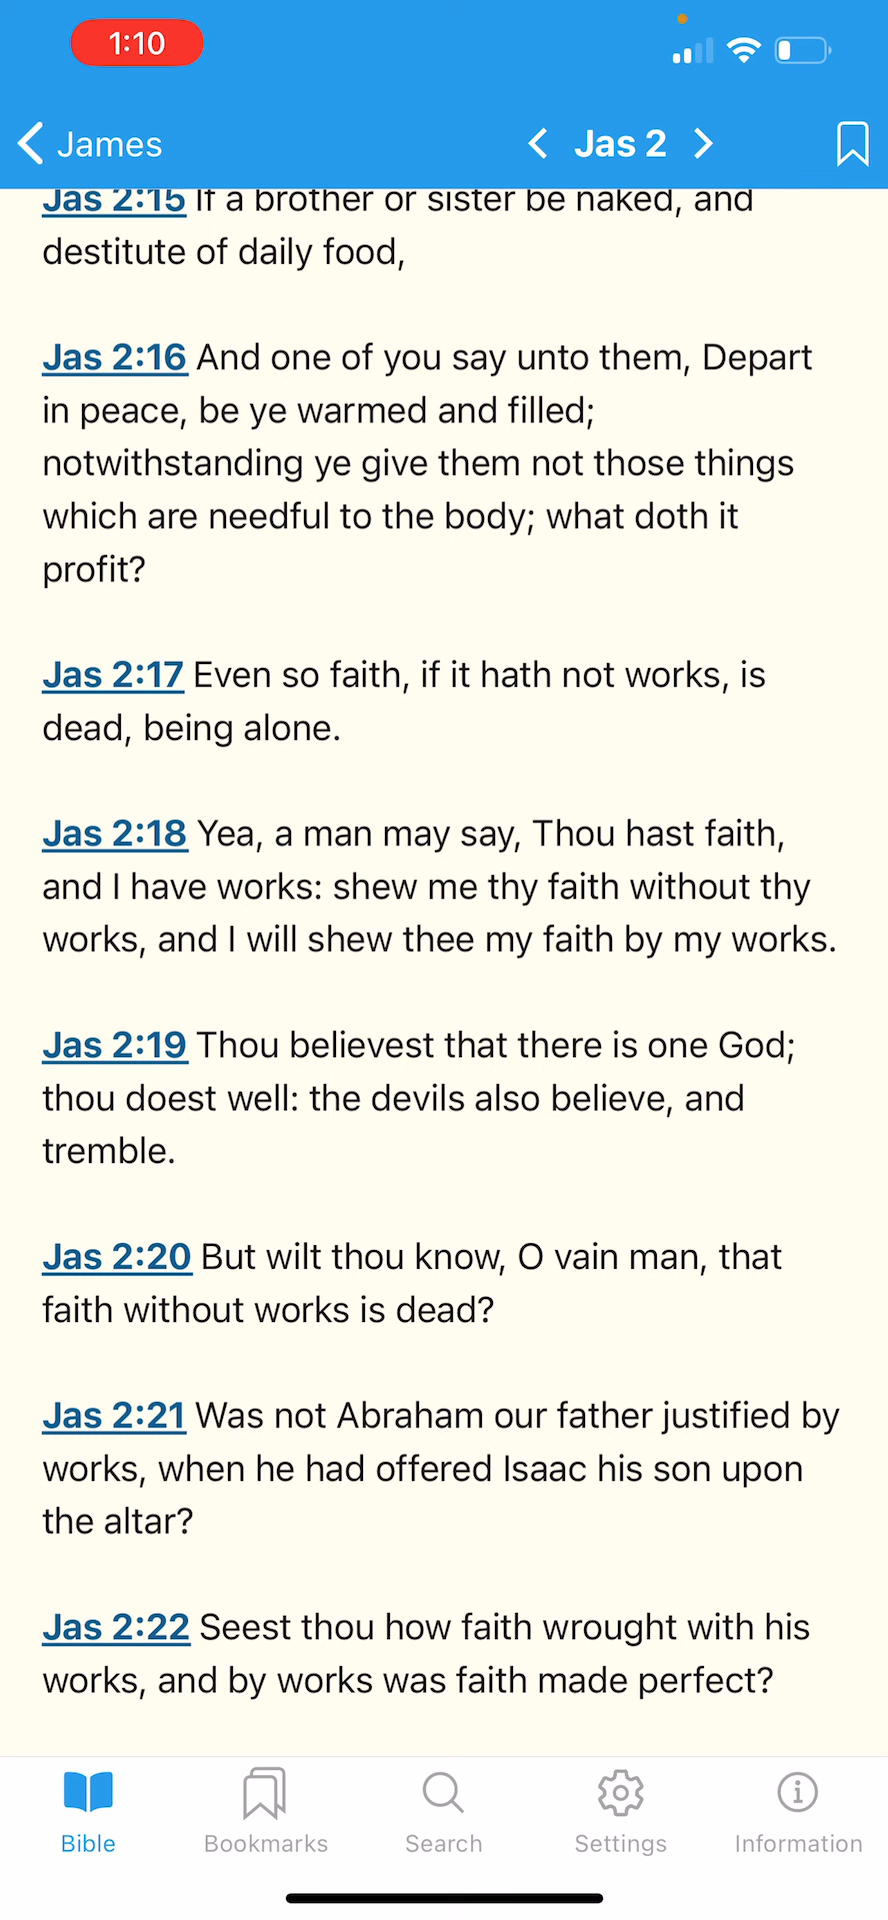 1:10
James
Jas 2
Jas 2:15 If a brother or sister be naked, and
destitute of daily food,
Jas 2:16 And one of you say unto them, Depart
in peace, be ye warmed and filled;
notwithstanding ye give them not those things
which are needful to the body; what doth it
profit?
Jas 2:17 Even so faith, if it hath not works, is
dead, being alone.
Jas 2:18 Yea, a man may say, Thou hast faith,
and I have works: shew me thy faith without thy
works, and I will shew thee my faith by my works.
Jas 2:19 Thou believest that there is one God;
thou doest well: the devils also believe, and
tremble.
Jas 2:20 But wilt thou know, O vain man, that
faith without works is dead?
Jas 2:21 Was not Abraham our father justified by
works, when he had offered Isaac his son upon
the altar?
Jas 2:22 Seest thou how faith wrought with his
works, and by works was faith made perfect?
Bible
Bookmarks
Search
Settings
Information